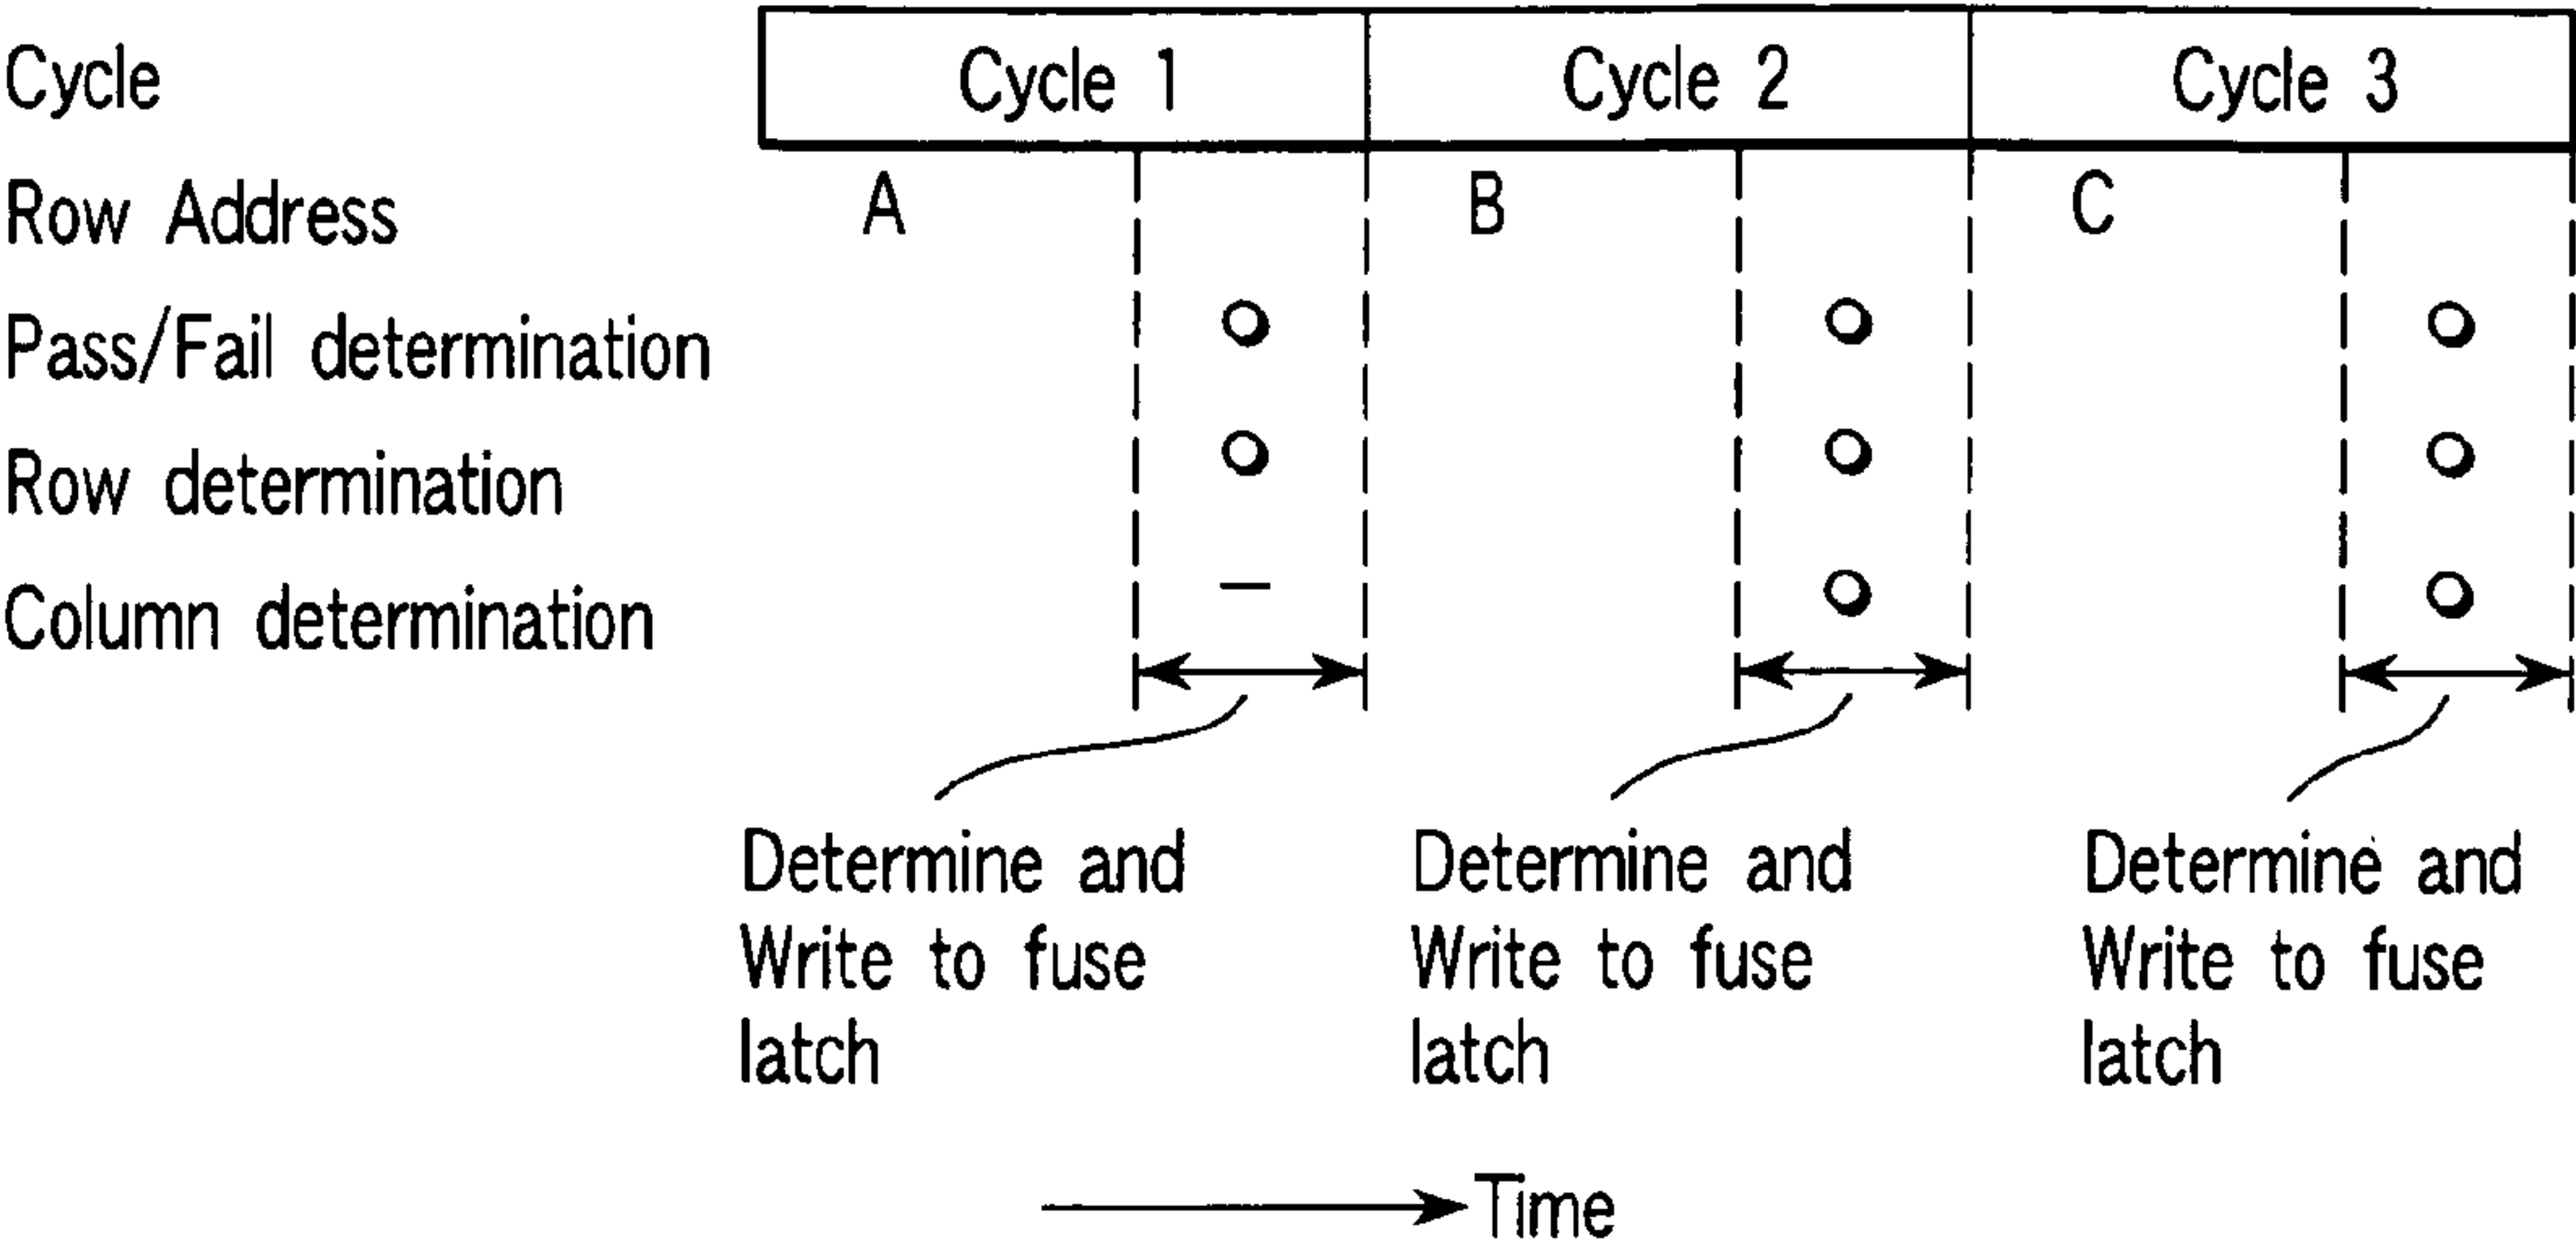 Cycle Cycle 1 Cycle 2 Cycle 3
Row Address A B C
Pass/Fail determination
Row determination
Column determination –
Determine and Determine and Determine and
Write to fuse Write to fuse Write to fuse
latch latch latch
Time